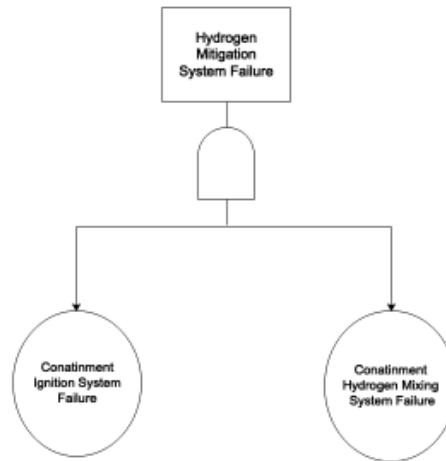 Hydrogen
Mitigation
System Failure
Conatinment
Ignition System
Failure
Conatinment
Hydrogen Mixing
System Failure